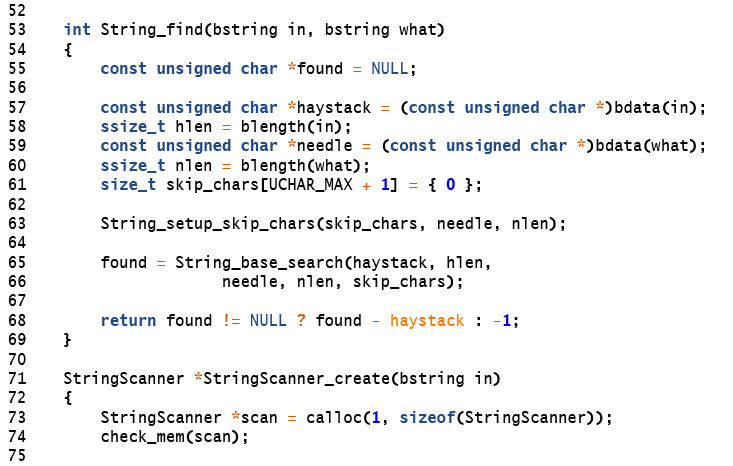 52
53 int String_find(bstring in, bstring what)
54 {
55 const unsigned char *found = NULL;
56
57 const unsigned char *haystack = (const unsigned char *)bdata(in);
58 ssize_t hlen = blength(in);
59 const unsigned char *needle = (const unsigned char *)bdata(what);
60 ssize_t nlen = blength(what);
61 size_t skip_chars[UCHAR_MAX + 1] = { 0 };
62
63 String_setup_skip_chars(skip_chars, needle, nlen);
64
65 found = String_base_search(haystack, hlen,
66 needle, nlen, skip_chars);
67
68 return found != NULL ? found - haystack : -1;
69 }
70
71 StringScanner *StringScanner_create(bstring in)
72 {
73 StringScanner *scan = calloc(1, sizeof(StringScanner));
74 check_mem(scan);
75